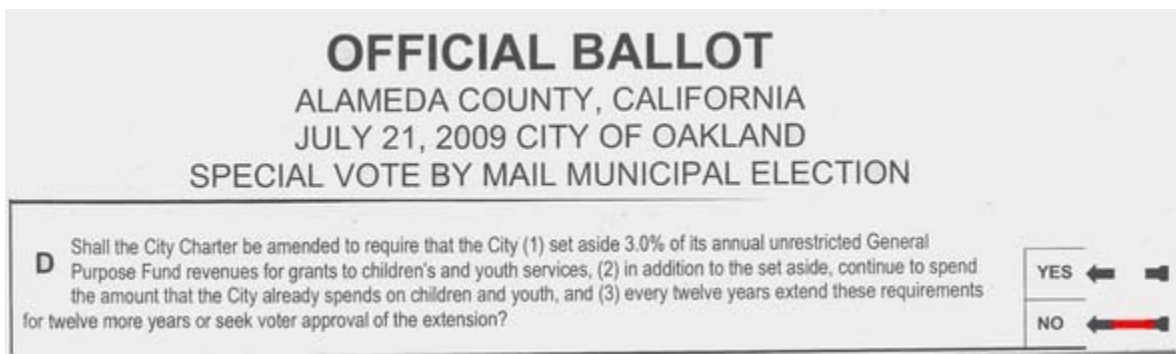 OFFICIAL BALLOT
ALAMEDA COUNTY, CALIFORNIA
JULY 21, 2009 CITY OF OAKLAND
SPECIAL VOTE BY MAIL MUNICIPAL ELECTION
D Shall the City Charter be amended to require that the City (1) set aside 3.0% of its annual unrestricted General
Purpose Fund revenues for grants to children's and youth services, (2) in addition to the set aside, continue to spend
the amount that the City already spends on children and youth, and (3) every twelve years extend these requirements
for twelve more years or seek voter approval of the extension?
YES
NO